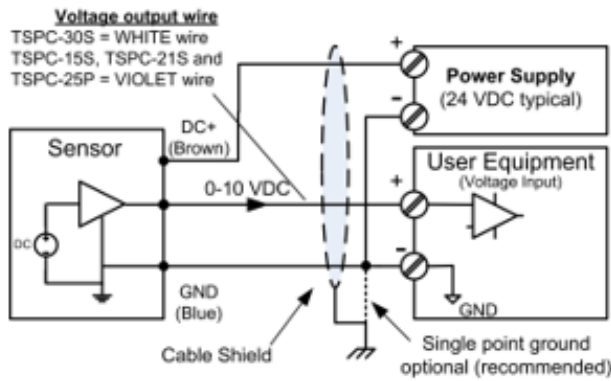 Voltage output wire
TSPC-30S = WHITE wire
TSPC-15S, TSPC-21S and
TSPC-25P = VIOLET wire
+
Power Supply
(24 VDC typical)
-
DC+
(Brown)
Sensor
DC
0-10 VDC
+
User Equipment
(Voltage Input)
-
GND
GND
(Blue)
Cable Shield
Single point ground
optional (recommended)